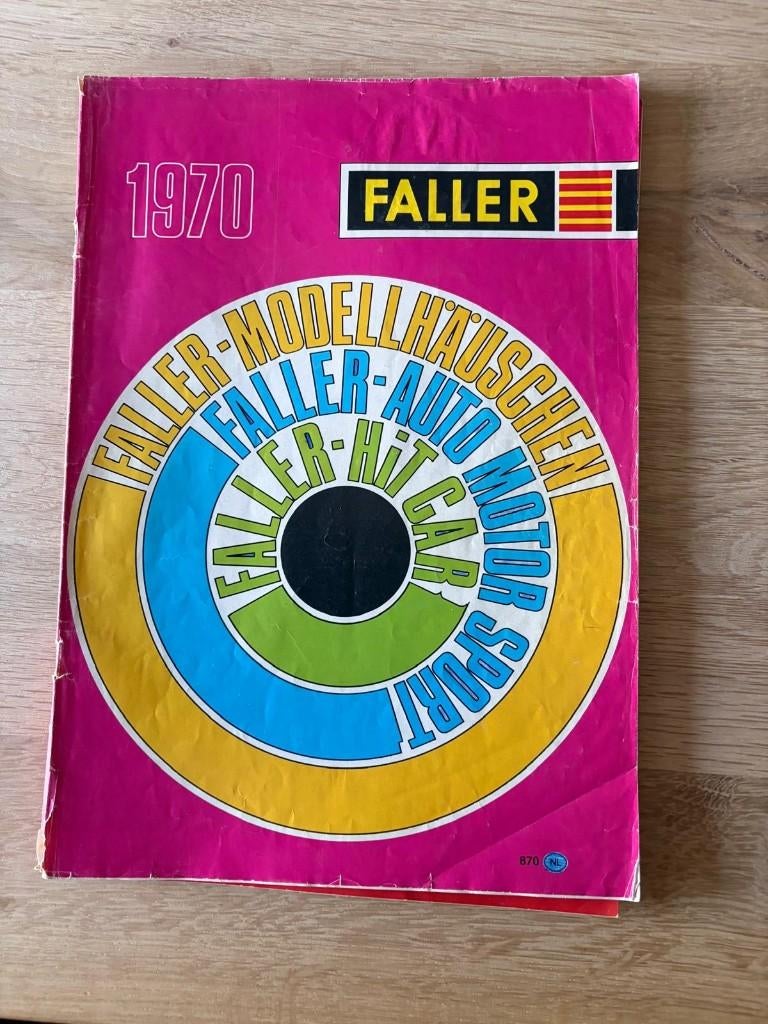 1970
FALLER
FALLER-MODELLHÄUSCHEN
FALLER-AUTO MOTOR SPORT
FALLER-HiT CAR
870 NL